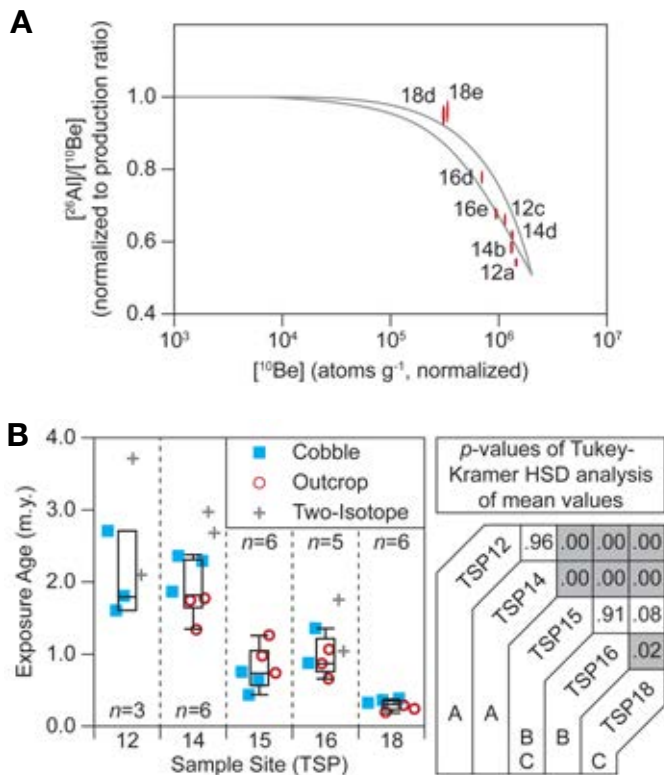 A
[²⁶Al]/[¹⁰Be]
(normalized to production ratio)
1.0
0.8
0.6
0.4
18d
18e
16d
16e
12c
14d
14b
12a
10³
10⁴
10⁵
10⁶
10⁷
[¹⁰Be] (atoms g⁻¹, normalized)
B
Exposure Age (m.y.)
4.0
3.0
2.0
1.0
0.0
Cobble
Outcrop
Two-Isotope
n=3
n=6
n=6
n=5
n=6
12
14
15
16
18
Sample Site (TSP)
p-values of Tukey-
Kramer HSD analysis
of mean values
TSP12 .96 .00 .00 .00
TSP14 .00 .00 .00
TSP15 .91 .08
TSP16 .02
TSP18
A
A
B
C
B
C